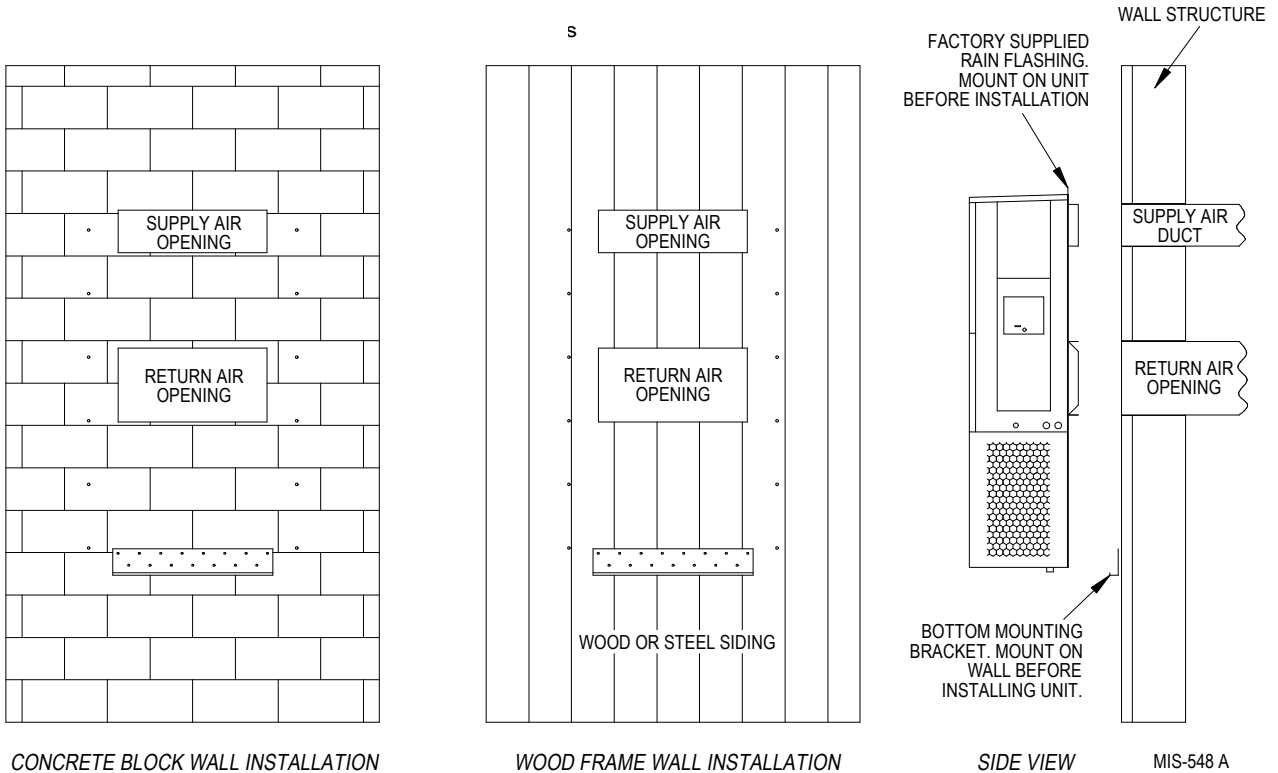 s
WALL STRUCTURE
FACTORY SUPPLIED
RAIN FLASHING.
MOUNT ON UNIT
BEFORE INSTALLATION
SUPPLY AIR
OPENING
SUPPLY AIR
OPENING
SUPPLY AIR
DUCT
RETURN AIR
OPENING
RETURN AIR
OPENING
RETURN AIR
OPENING
WOOD OR STEEL SIDING
BOTTOM MOUNTING
BRACKET. MOUNT ON
WALL BEFORE
INSTALLING UNIT.
CONCRETE BLOCK WALL INSTALLATION
WOOD FRAME WALL INSTALLATION
SIDE VIEW
MIS-548 A